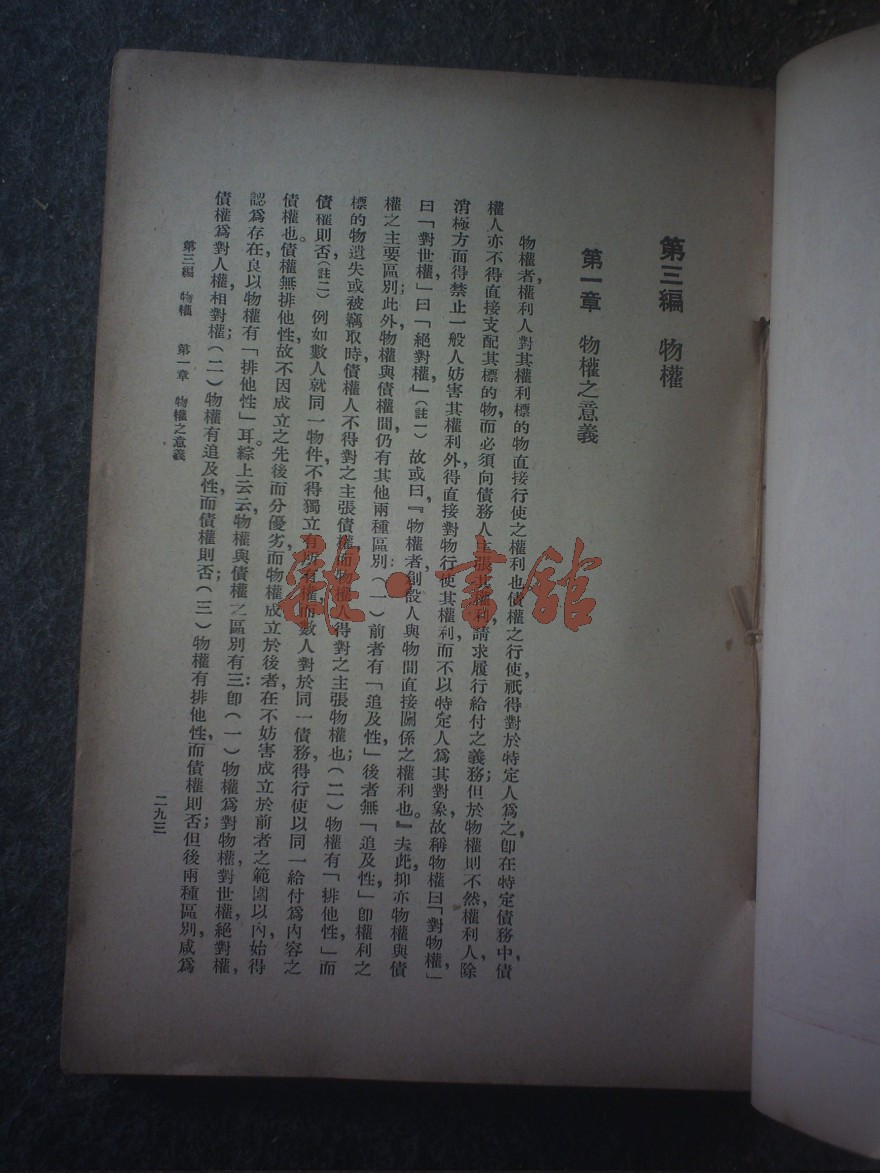 第三編 物權
第一章 物權之意義
物權者,權利人對其權利標的物直接行使之權利也債權之行使,祇得對於特定人爲之,卽在特定債務中,債
權人亦不得直接支配其標的物,而必須向債務人主張其權利,請求履行給付之義務;但於物權則不然,權利人除
消極方面得禁止一般人妨害其權利外得直接對物行使其權利,而不以特定人爲其對象,故稱物權曰「對物權」,
曰「對世權」,曰「絕對權」(註一)故或曰,『物權者,創設人與物間直接關係之權利也。』夫此,抑亦物權與債
權之主要區別;此外物權與債權間仍有其他兩種區別:(一)前者有「追及性」,後者無「追及性」,卽權利之
標的物遺失或被竊取時,債權人不得對之主張債權,而物權人得對之主張物權也;(二)物權有「排他性」,而
債權則否(註二)例如數人就同一物件,不得獨立有所有權,而數人對於同一債務,得行使以同一給付爲內容之
債權也。債權無排他性,故不因成立之先後而分優劣,而物權成立於後者,在不妨害成立於前者之範圍以內,始得
認爲存在,良以物權有「排他性」耳。綜上云云,物權與債權之區別有三:卽(一)物權爲對物權,對世權,絕對權,
債權爲對人權,相對權;(二)物權有追及性,而債權則否;(三)物權有排他性,而債權則否;但後兩種區別,咸爲
第三編 物權 第一章 物權之意義
二九三
雜·書館